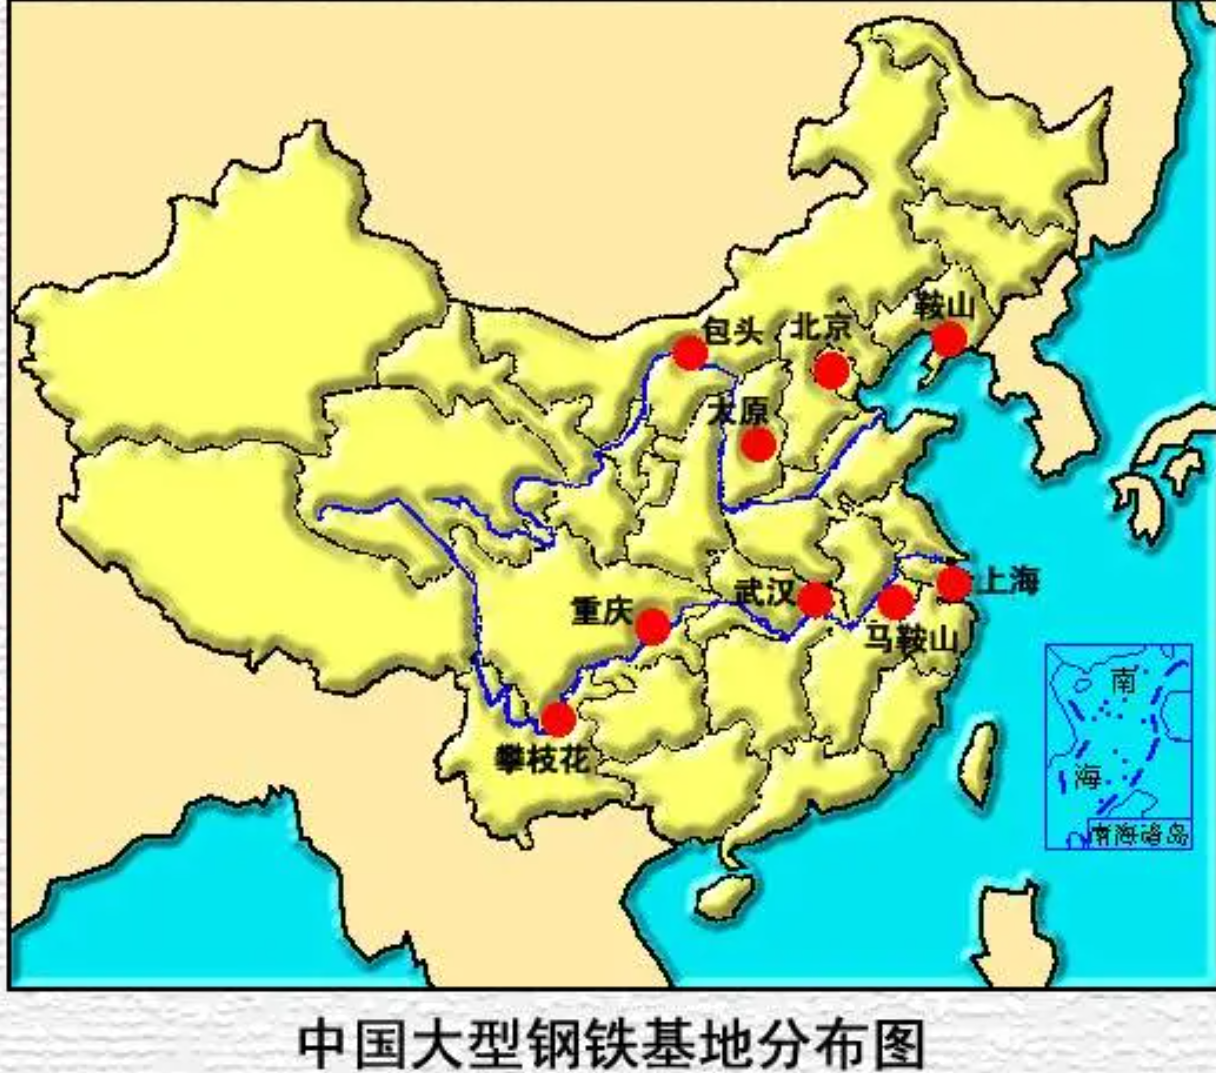 鞍山
包头
北京
太原
武汉
上海
重庆
马鞍山
南
攀枝花
海
南海诸岛
中国大型钢铁基地分布图